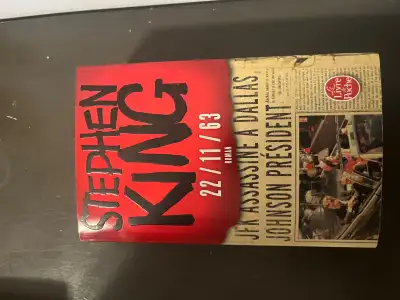 STEPHEN
KING
22/11/63
ROMAN
JFK ASSASSINÉ À DALLAS
JOHNSON PRÉSIDENT
Le Livre
de
Poche